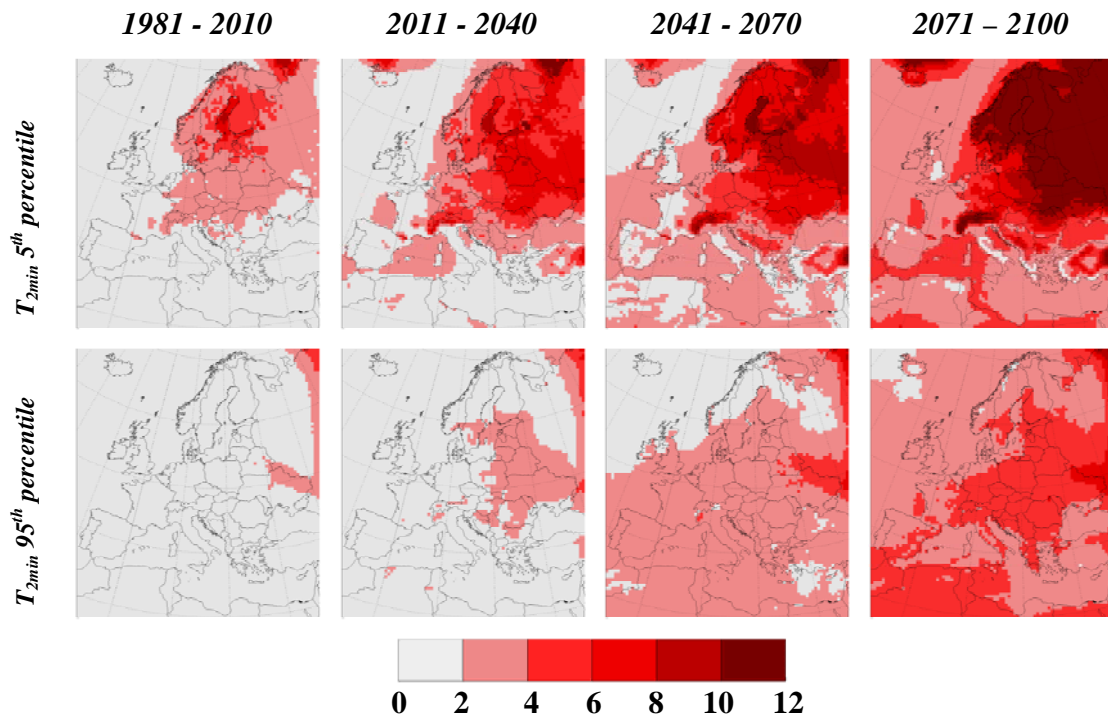 1981 - 2010 2011 - 2040 2041 - 2070 2071 – 2100
T2min 5th percentile
T2min 95th percentile
0 2 4 6 8 10 12